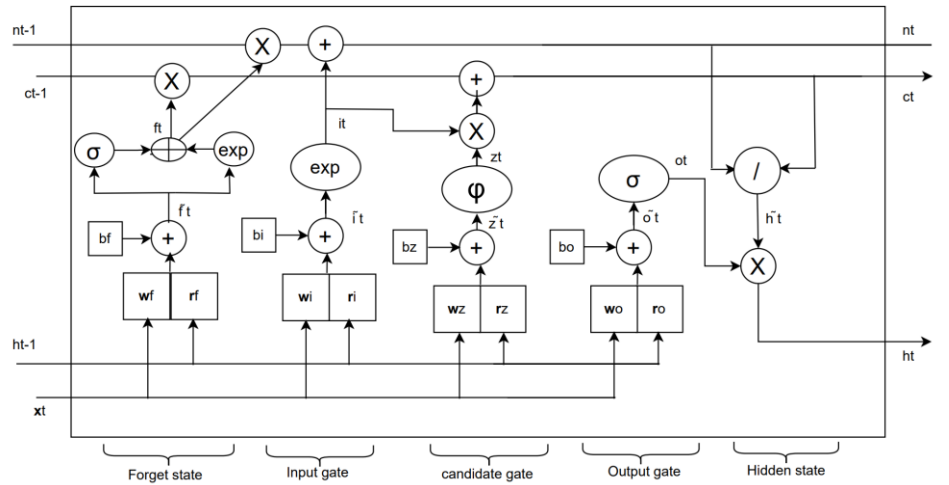 nt-1
nt
X
+
ct-1
ct
X
+
ft
it
X
σ
exp
exp
zt
φ
σ
ot
/
f̃t
ĩt
z̃t
õt
h̃t
bf
+
bi
+
bz
+
bo
+
X
wf
rf
wi
ri
wz
rz
wo
ro
ht-1
ht
xt
Forget state
Input gate
candidate gate
Output gate
Hidden state